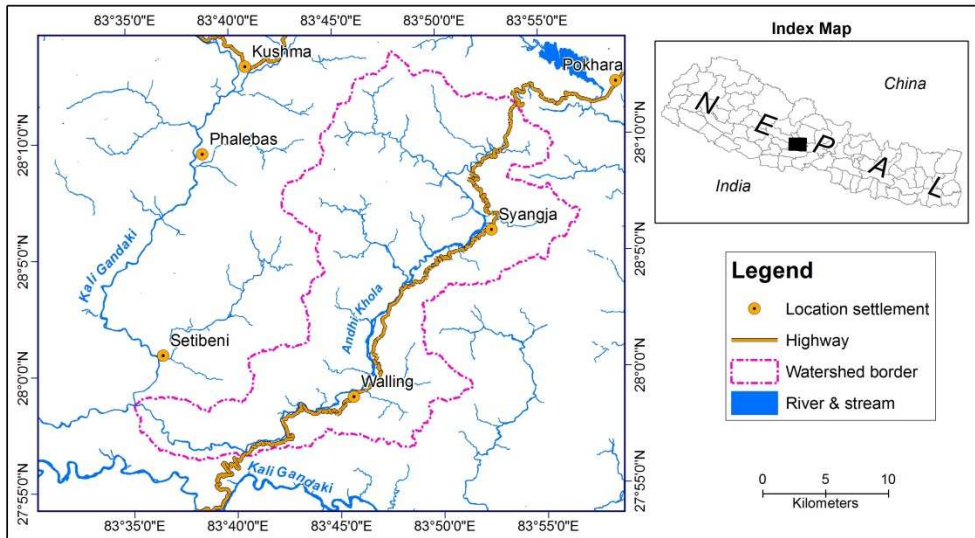 83°35'0"E 83°40'0"E 83°45'0"E 83°50'0"E 83°55'0"E
Index Map
Kushma
Pokhara
China
NEPAL
India
28°10'0"N
28°10'0"N
Phalebas
Syangja
28°5'0"N
28°5'0"N
Kali Gandaki
Andhi Khola
Legend
Location settlement
Highway
Watershed border
River & stream
Setibeni
28°0'0"N
28°0'0"N
Walling
Kali Gandaki
27°55'0"N
27°55'0"N
0 5 10
Kilometers
83°35'0"E 83°40'0"E 83°45'0"E 83°50'0"E 83°55'0"E